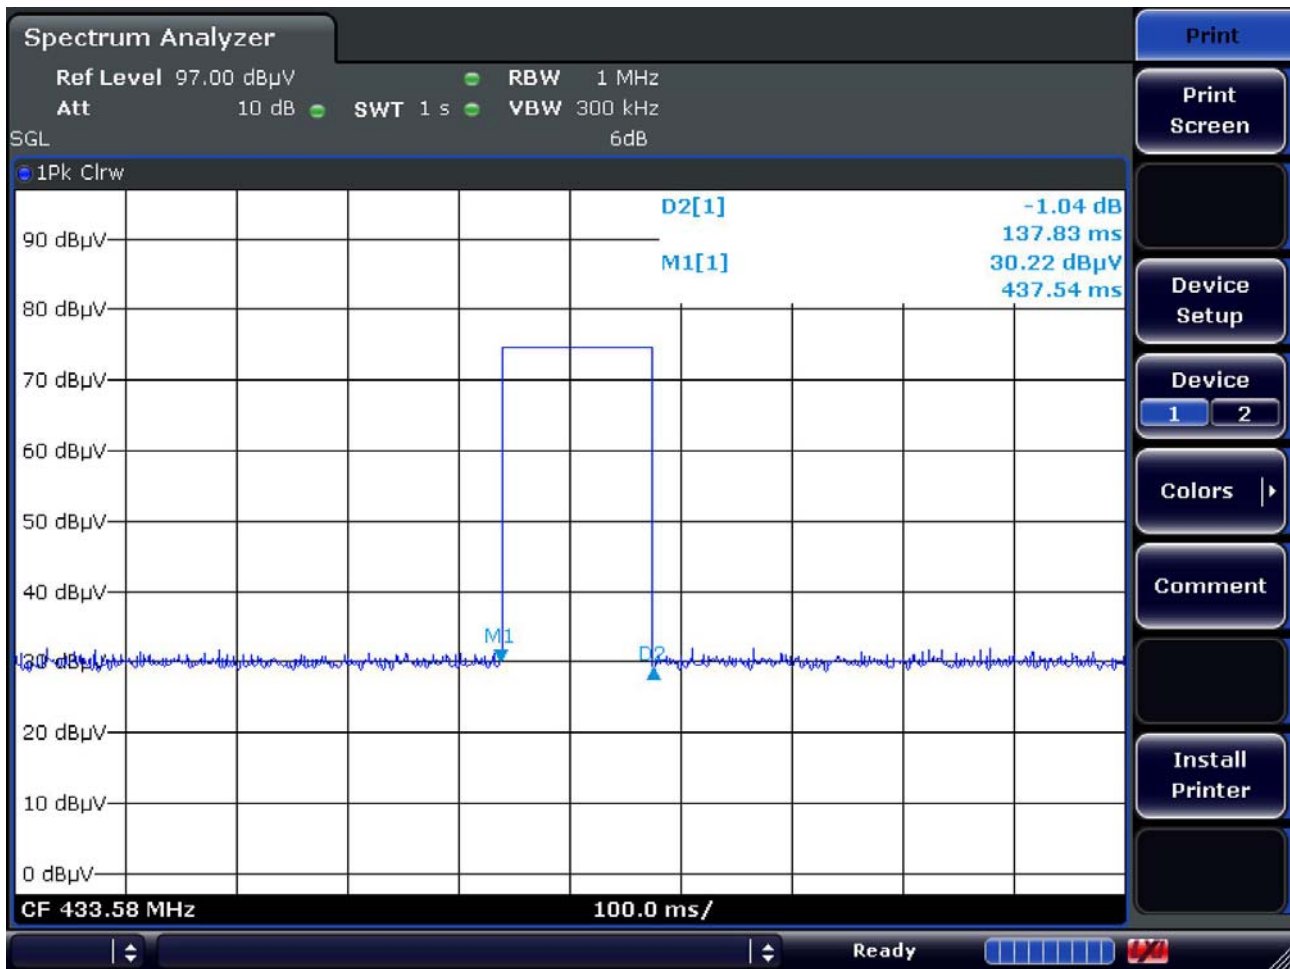 Spectrum Analyzer
Ref Level 97.00 dBµV RBW 1 MHz
Att 10 dB SWT 1 s VBW 300 kHz
SGL 6dB
1Pk Clrw
D2[1] -1.04 dB
137.83 ms
M1[1] 30.22 dBµV
437.54 ms
90 dBµV
80 dBµV
70 dBµV
60 dBµV
50 dBµV
40 dBµV
30 dBµV
20 dBµV
10 dBµV
0 dBµV
M1
D2
CF 433.58 MHz 100.0 ms/
Ready
LXI
Print
Print
Screen
Device
Setup
Device
1 2
Colors
Comment
Install
Printer